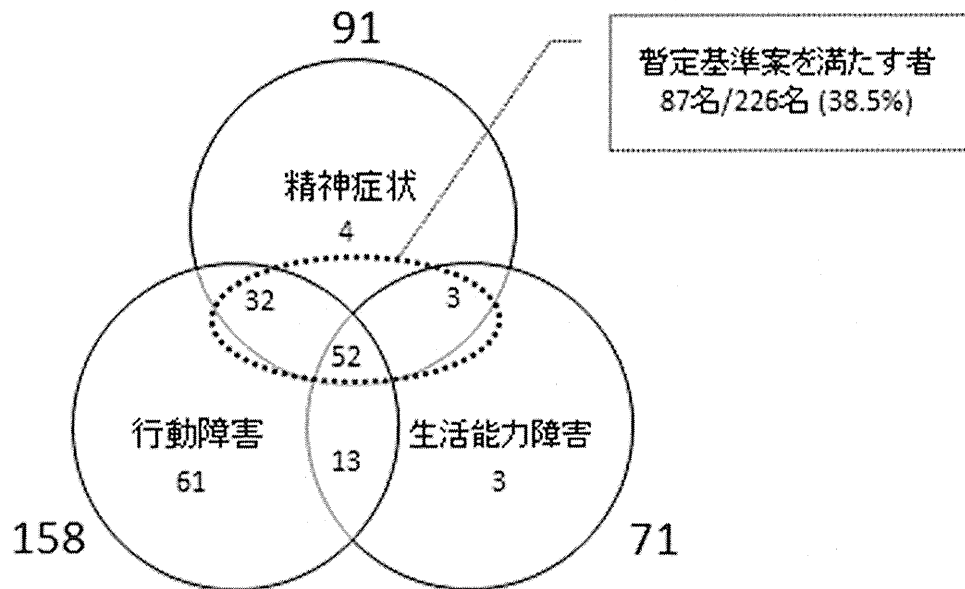 91
暫定基準案を満たす者
87名/226名 (38.5%)
精神症状
4
32
3
52
行動障害
61
13
生活能力障害
3
158
71